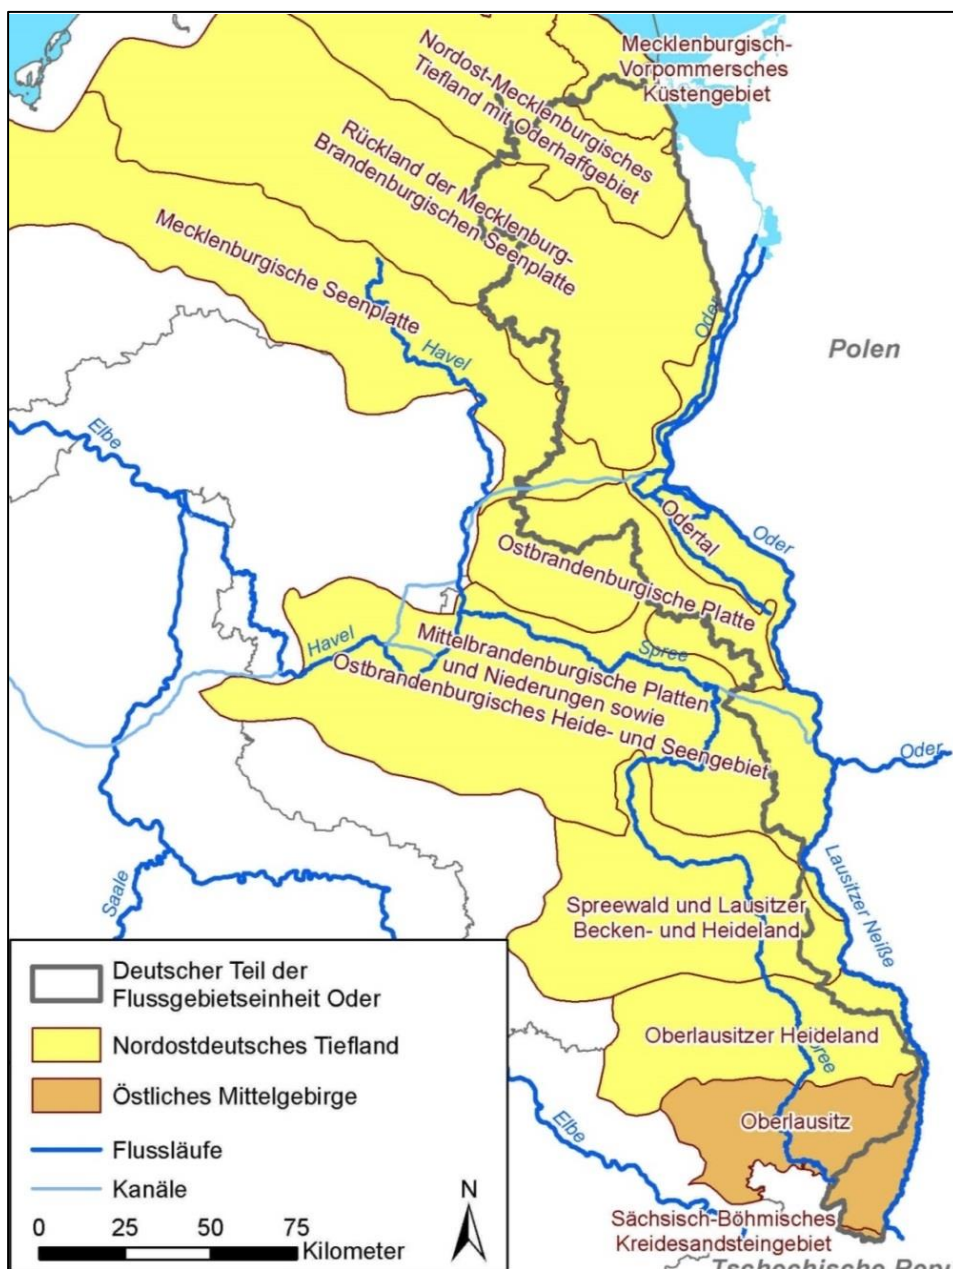 Mecklenburgisch-
Vorpommersches
Küstengebiet
Nordost-Mecklenburgisches
Tiefland mit Oderhaffgebiet
Rückland der Mecklenburg-
Brandenburgischen Seenplatte
Mecklenburgische Seenplatte
Oder
Polen
Havel
Elbe
Odertal
Oder
Ostbrandenburgische Platte
Havel
Spree
Mittelbrandenburgische Platten
und Niederungen sowie
Ostbrandenburgisches Heide- und Seengebiet
Oder
Saale
Lausitzer Neiße
Spreewald und Lausitzer
Becken- und Heideland
Oberlausitzer Heideland
Spree
Oberlausitz
Elbe
Sächsisch-Böhmisches
Kreidesandsteingebiet
Tschechische Repu
Deutscher Teil der
Flussgebietseinheit Oder
Nordostdeutsches Tiefland
Östliches Mittelgebirge
Flussläufe
Kanäle
N
0 25 50 75
Kilometer